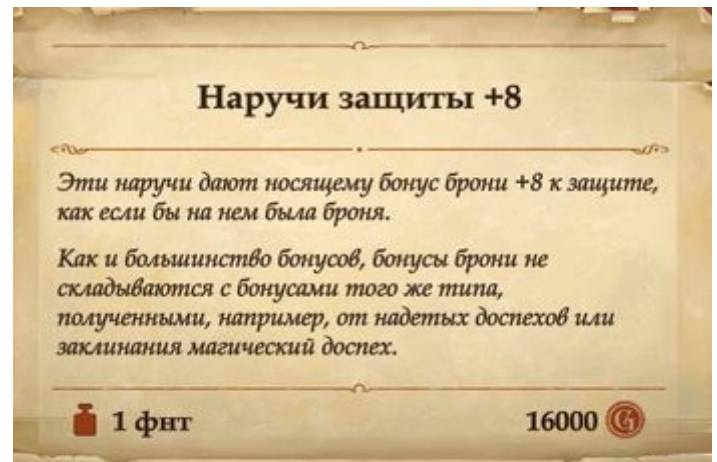 Наручи защиты +8
Эти наручи дают носящему бонус брони +8 к защите,
как если бы на нем была броня.
Как и большинство бонусов, бонусы брони не
складываются с бонусами того же типа,
полученными, например, от надетых доспехов или
заклинания магический доспех.
1 фнт
16000 G